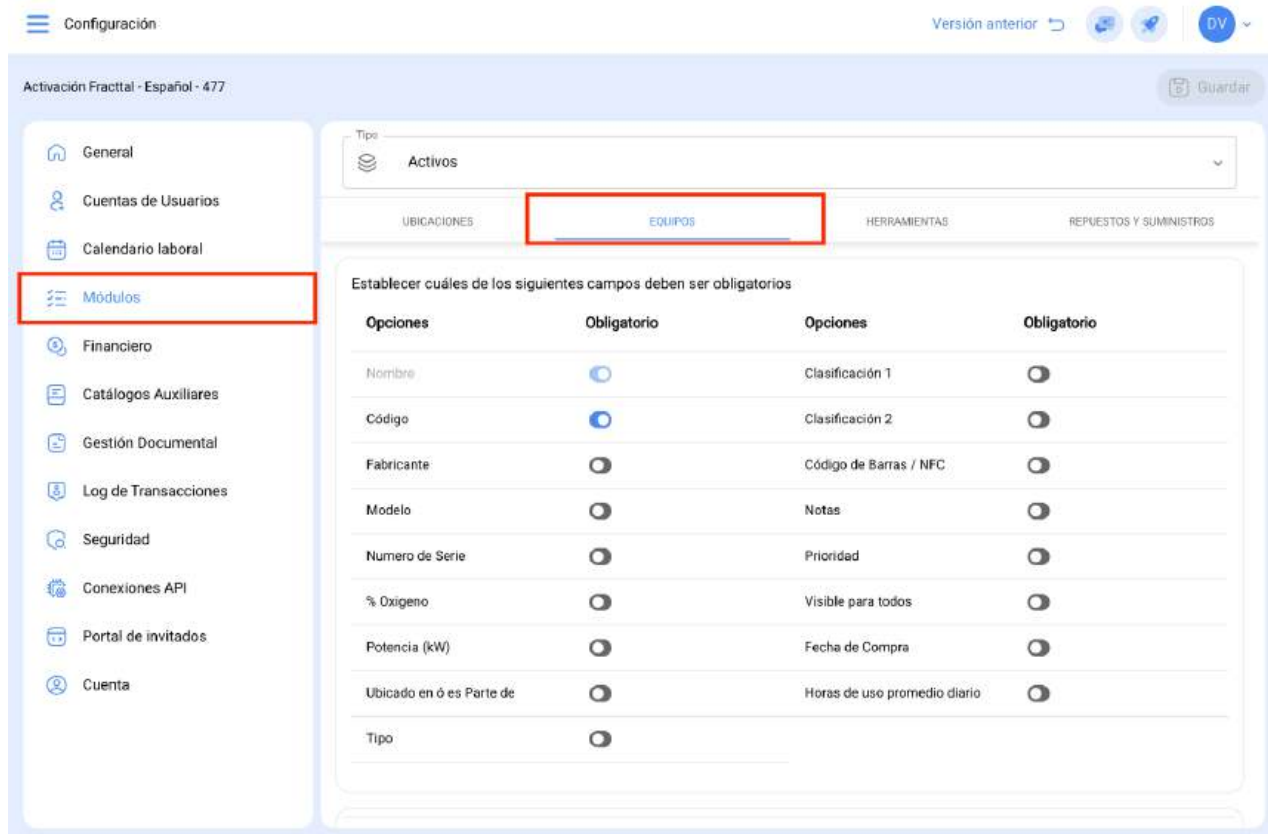 Configuración
Versión anterior
DV
Activación Fracttal - Español - 477
Guardar
General
Cuentas de Usuarios
Calendario laboral
Módulos
Financiero
Catálogos Auxiliares
Gestión Documental
Log de Transacciones
Seguridad
Conexiones API
Portal de invitados
Cuenta
Tipo
Activos
UBICACIONES EQUIPOS HERRAMIENTAS REPUESTOS Y SUMINISTROS
Establecer cuáles de los siguientes campos deben ser obligatorios
Opciones Obligatorio Opciones Obligatorio
Nombre Clasificación 1
Código Clasificación 2
Fabricante Código de Barras / NFC
Modelo Notas
Numero de Serie Prioridad
% Oxigeno Visible para todos
Potencia (kW) Fecha de Compra
Ubicado en ó es Parte de Horas de uso promedio diario
Tipo